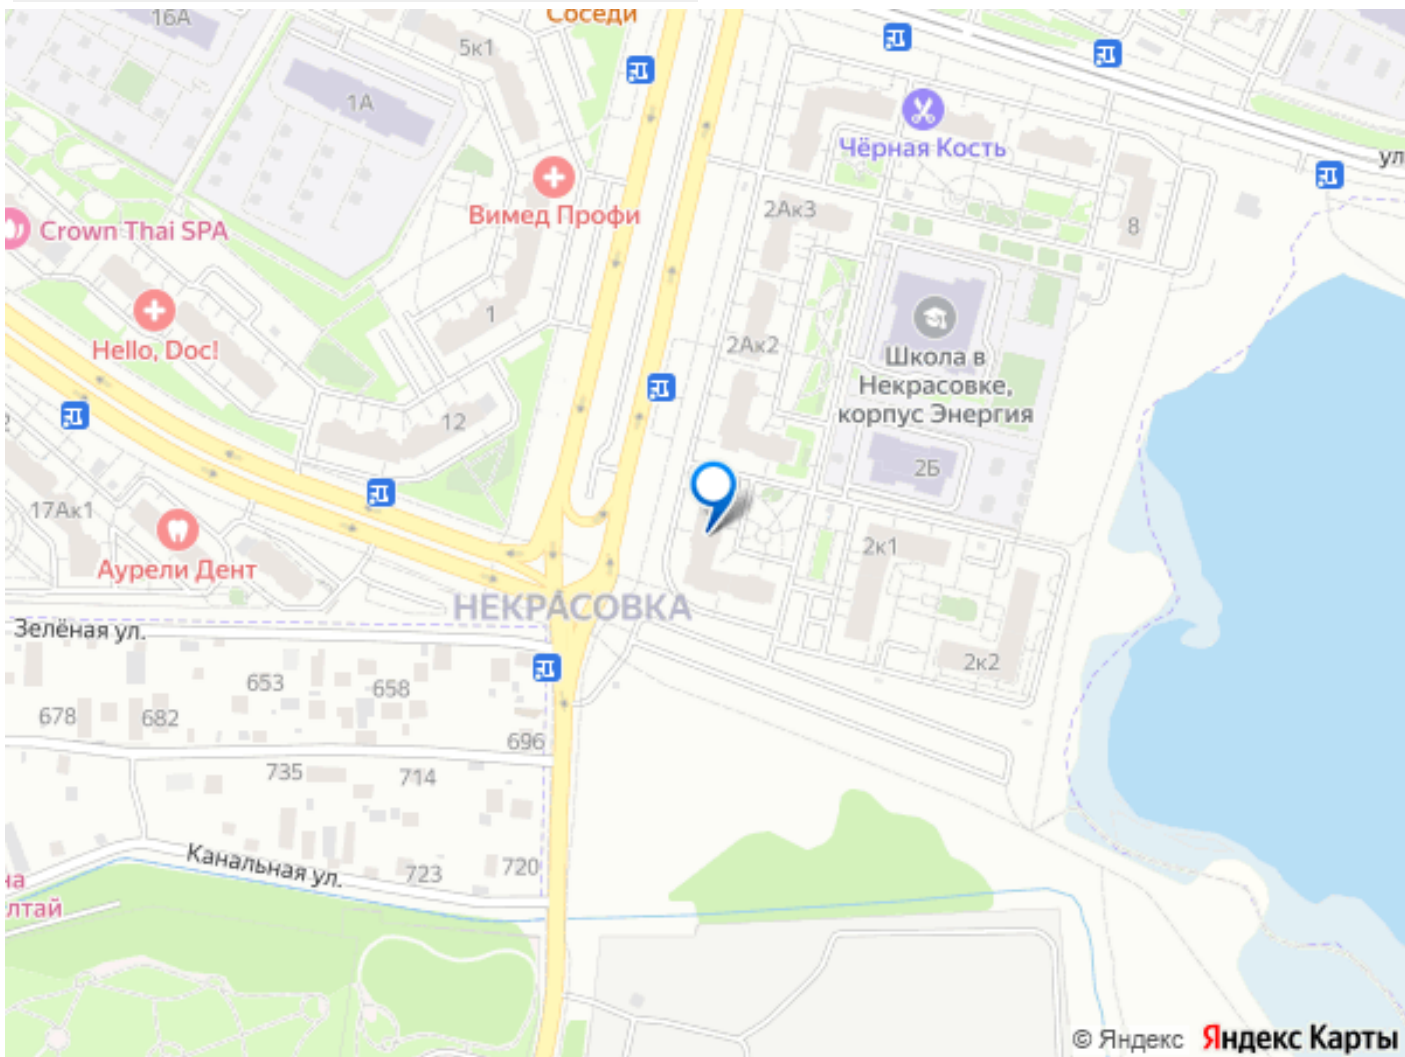 16А
Соседи
5к1
1А
Чёрная Кость
ул
Вимед Профи
2Ак3
8
Crown Thai SPA
1
Hello, Doc!
2Ак2
Школа в
Некрасовке,
корпус Энергия
12
2Б
17Ак1
Аурели Дент
2к1
НЕКРАСОВКА
Зелёная ул.
2к2
653
658
678
682
696
735
714
Канальная ул.
723
720
на
лтай
© Яндекс Яндекс Карты